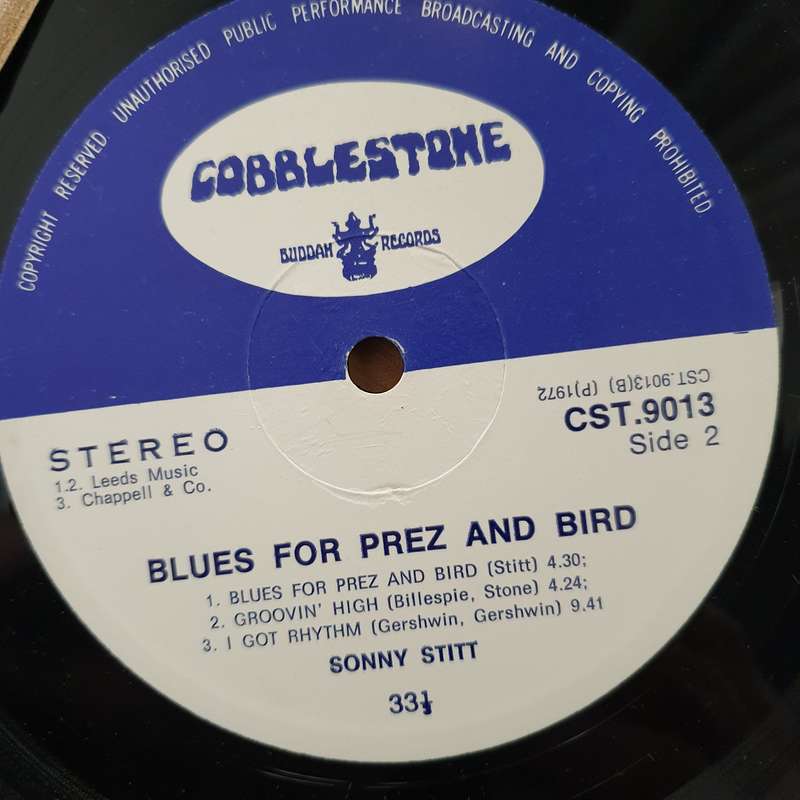 COPYRIGHT RESERVED. UNAUTHORISED PUBLIC PERFORMANCE BROADCASTING AND COPYING PROHIBITED
COBBLESTONE
BUDDAH RECORDS
CST.9013(B) (P)1972
CST.9013
Side 2
STEREO
1.2. Leeds Music
3. Chappell & Co.
BLUES FOR PREZ AND BIRD
1. BLUES FOR PREZ AND BIRD (Stitt) 4.30;
2. GROOVIN' HIGH (Billespie, Stone) 4.24;
3. I GOT RHYTHM (Gershwin, Gershwin) 9.41
SONNY STITT
33⅓